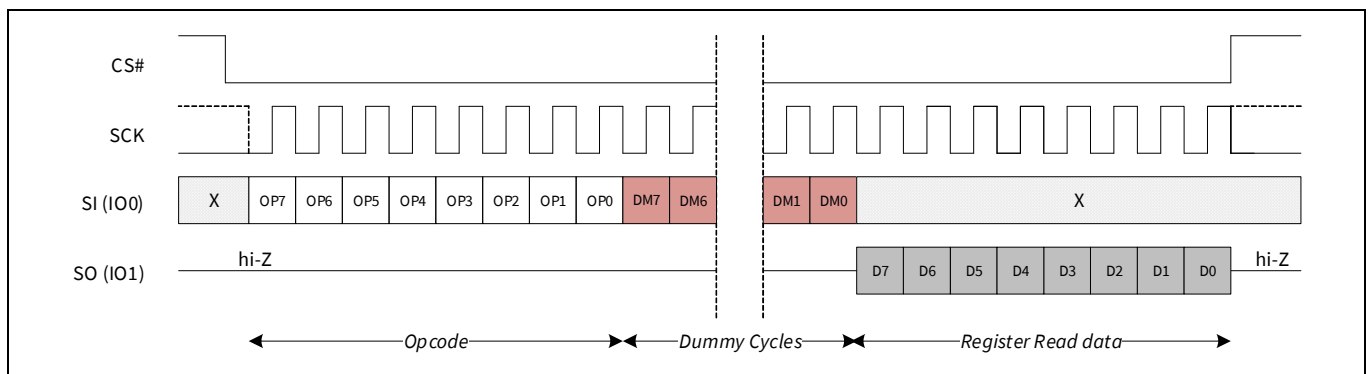 CS#
SCK
SI (IO0) X OP7 OP6 OP5 OP4 OP3 OP2 OP1 OP0 DM7 DM6 DM1 DM0 X
SO (IO1) hi-Z D7 D6 D5 D4 D3 D2 D1 D0 hi-Z
Opcode Dummy Cycles Register Read data